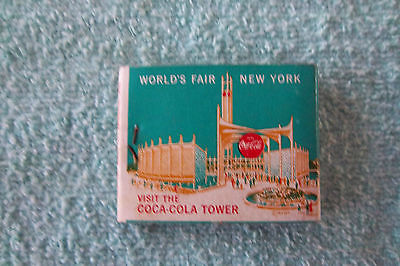 WORLD'S FAIR NEW YORK
Coca-Cola
VISIT THE
COCA-COLA TOWER